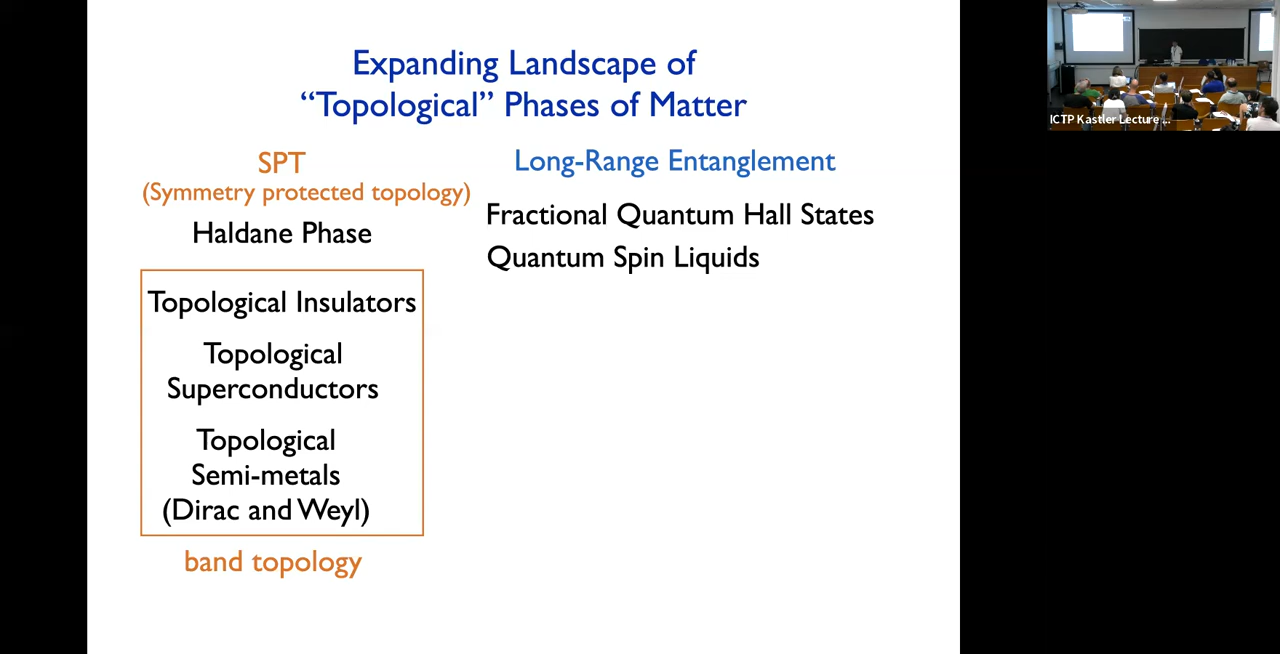 Expanding Landscape of
“Topological” Phases of Matter
SPT
(Symmetry protected topology)
Haldane Phase
Topological Insulators
Topological
Superconductors
Topological
Semi-metals
(Dirac and Weyl)
band topology
Long-Range Entanglement
Fractional Quantum Hall States
Quantum Spin Liquids
ICTP Kastler Lecture ...